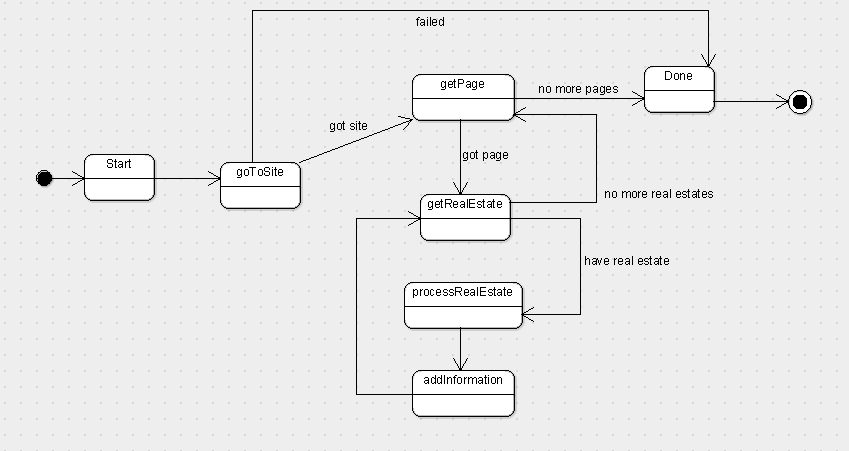 failed
Done
getPage
no more pages
got site
got page
Start
goToSite
no more real estates
getRealEstate
have real estate
processRealEstate
addInformation